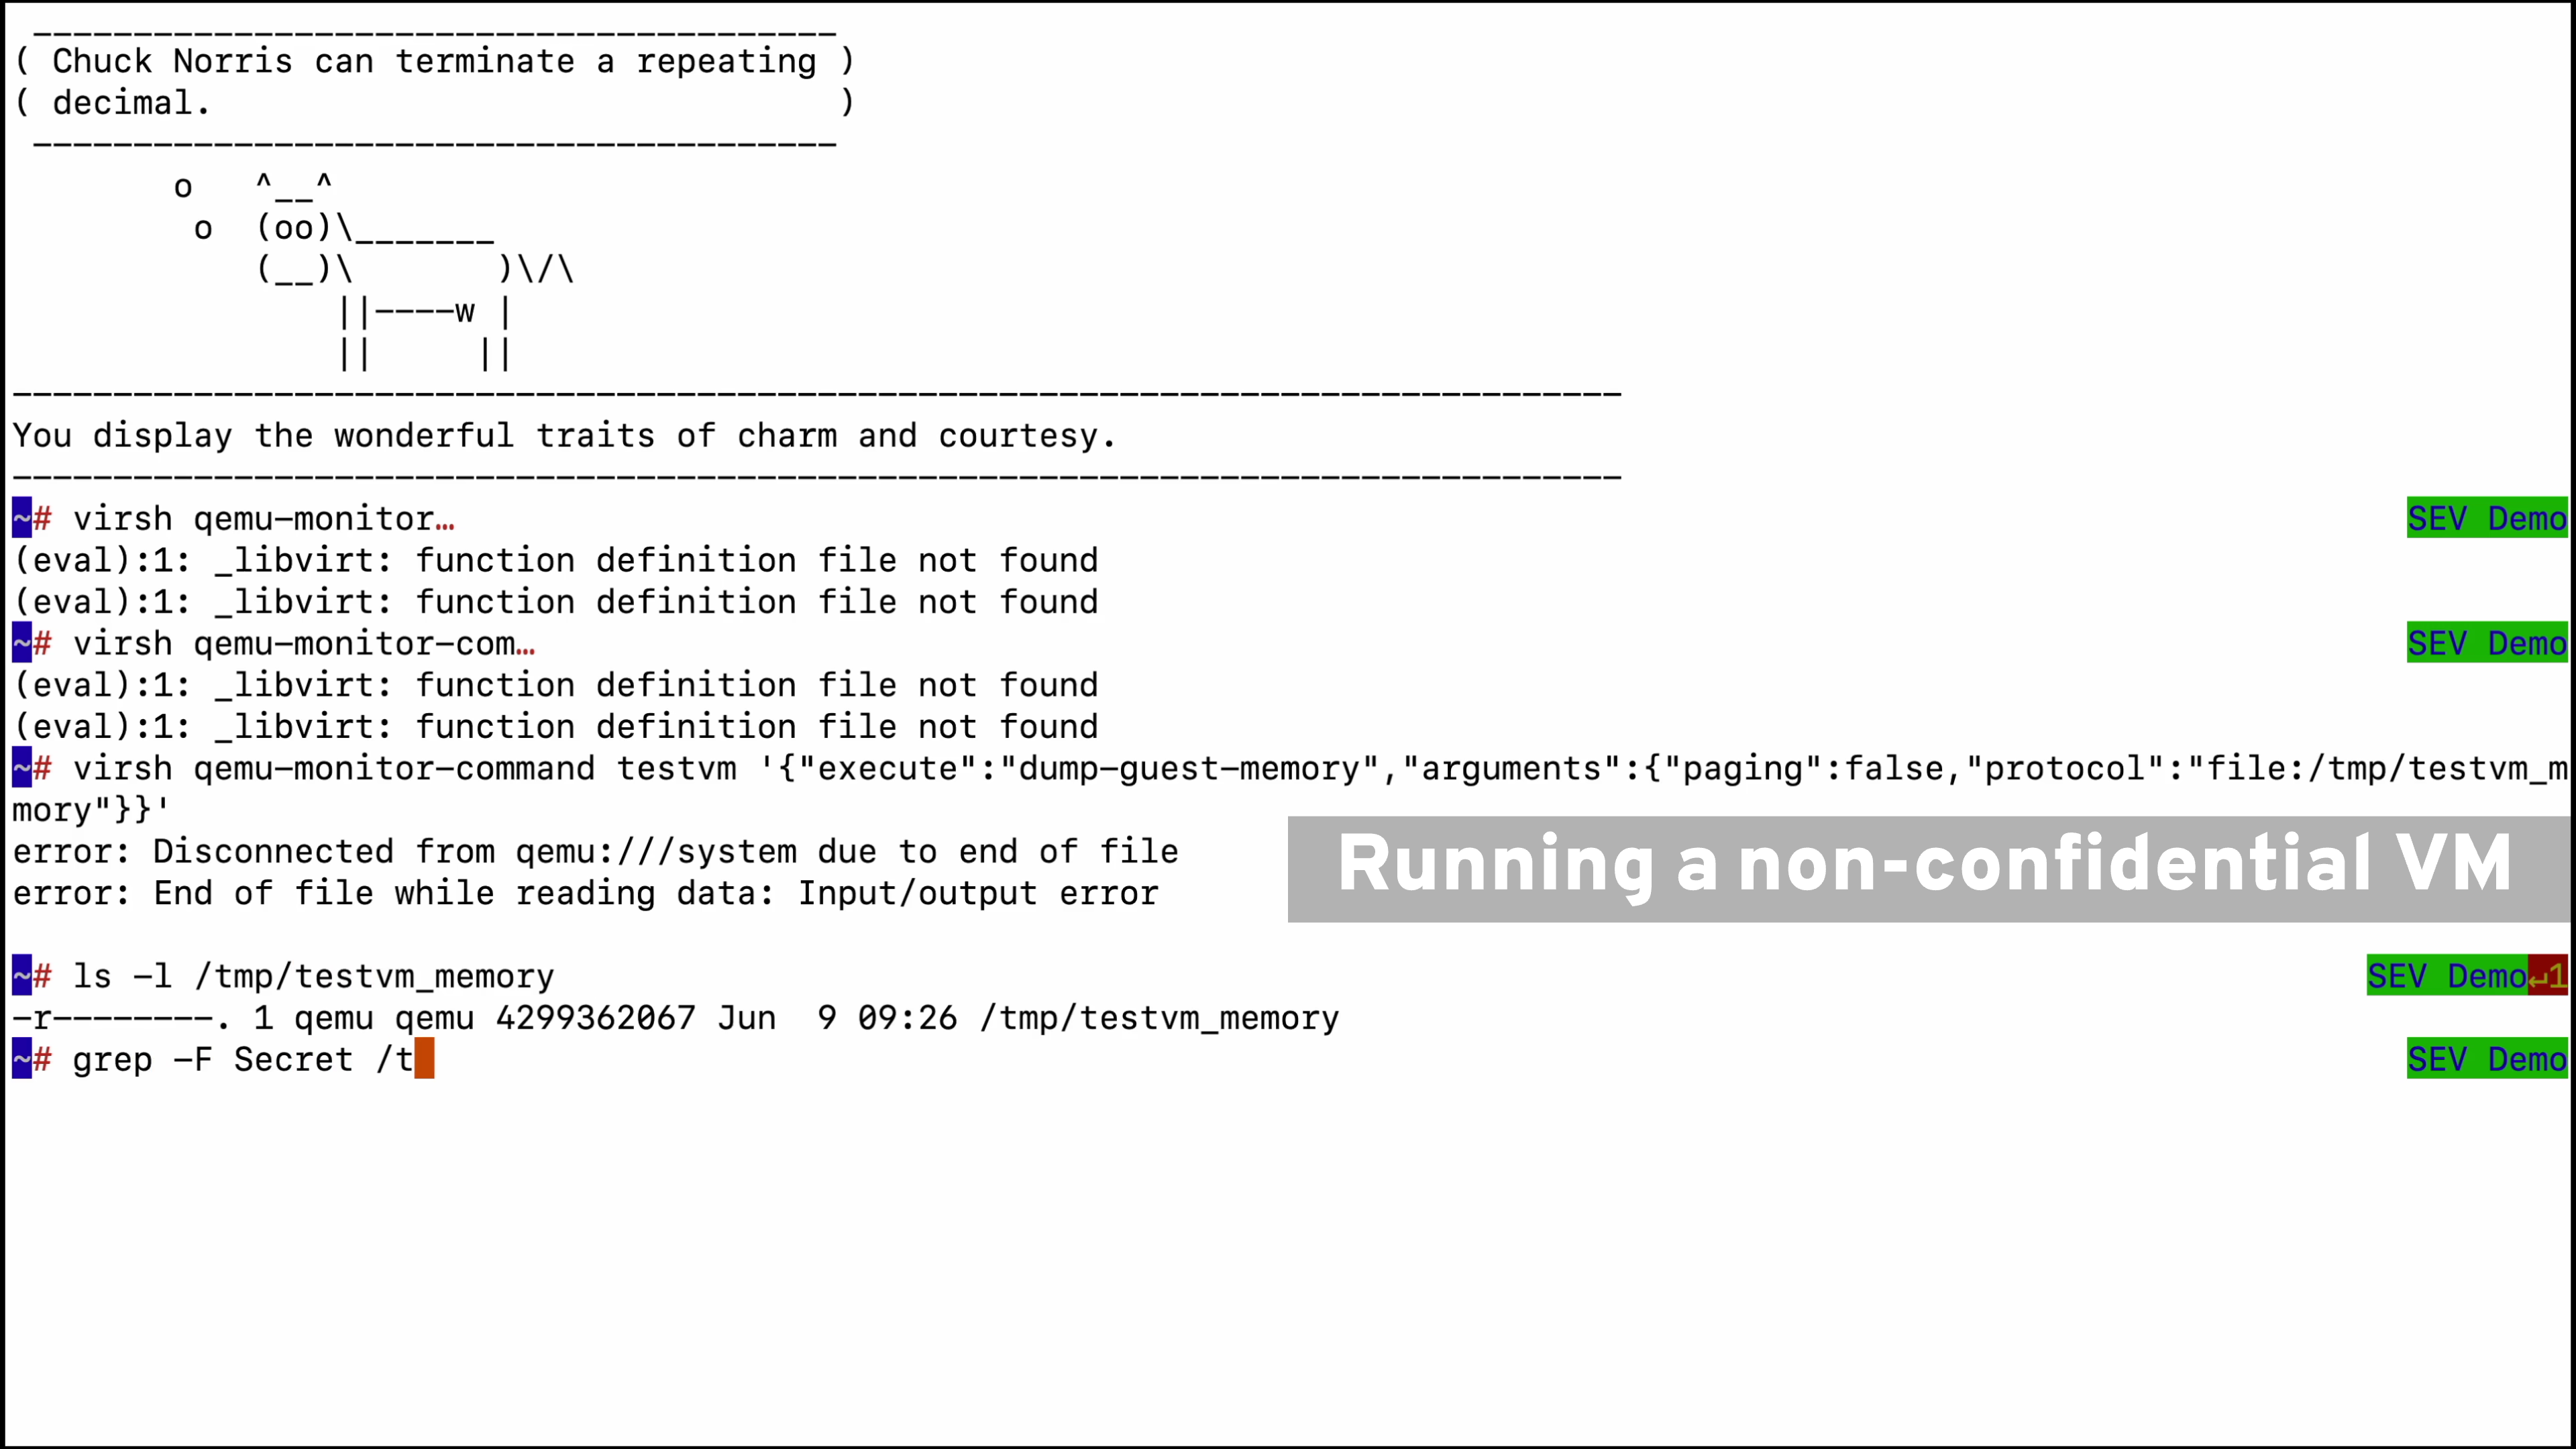 ________________________________________
( Chuck Norris can terminate a repeating )
( decimal.                               )
 ----------------------------------------
        o   ^__^
         o  (oo)\_______
            (__)\       )\/\
                ||----w |
                ||     ||
--------------------------------------------------------------------------------
You display the wonderful traits of charm and courtesy.
--------------------------------------------------------------------------------
~# virsh qemu-monitor… SEV Demo
(eval):1: _libvirt: function definition file not found
(eval):1: _libvirt: function definition file not found
~# virsh qemu-monitor-com… SEV Demo
(eval):1: _libvirt: function definition file not found
(eval):1: _libvirt: function definition file not found
~# virsh qemu-monitor-command testvm '{"execute":"dump-guest-memory","arguments":{"paging":false,"protocol":"file:/tmp/testvm_m
mory"}}'
error: Disconnected from qemu:///system due to end of file
Running a non-confidential VM
error: End of file while reading data: Input/output error
~# ls -l /tmp/testvm_memory SEV Demo↵1
-r--------. 1 qemu qemu 4299362067 Jun  9 09:26 /tmp/testvm_memory
~# grep -F Secret /t SEV Demo